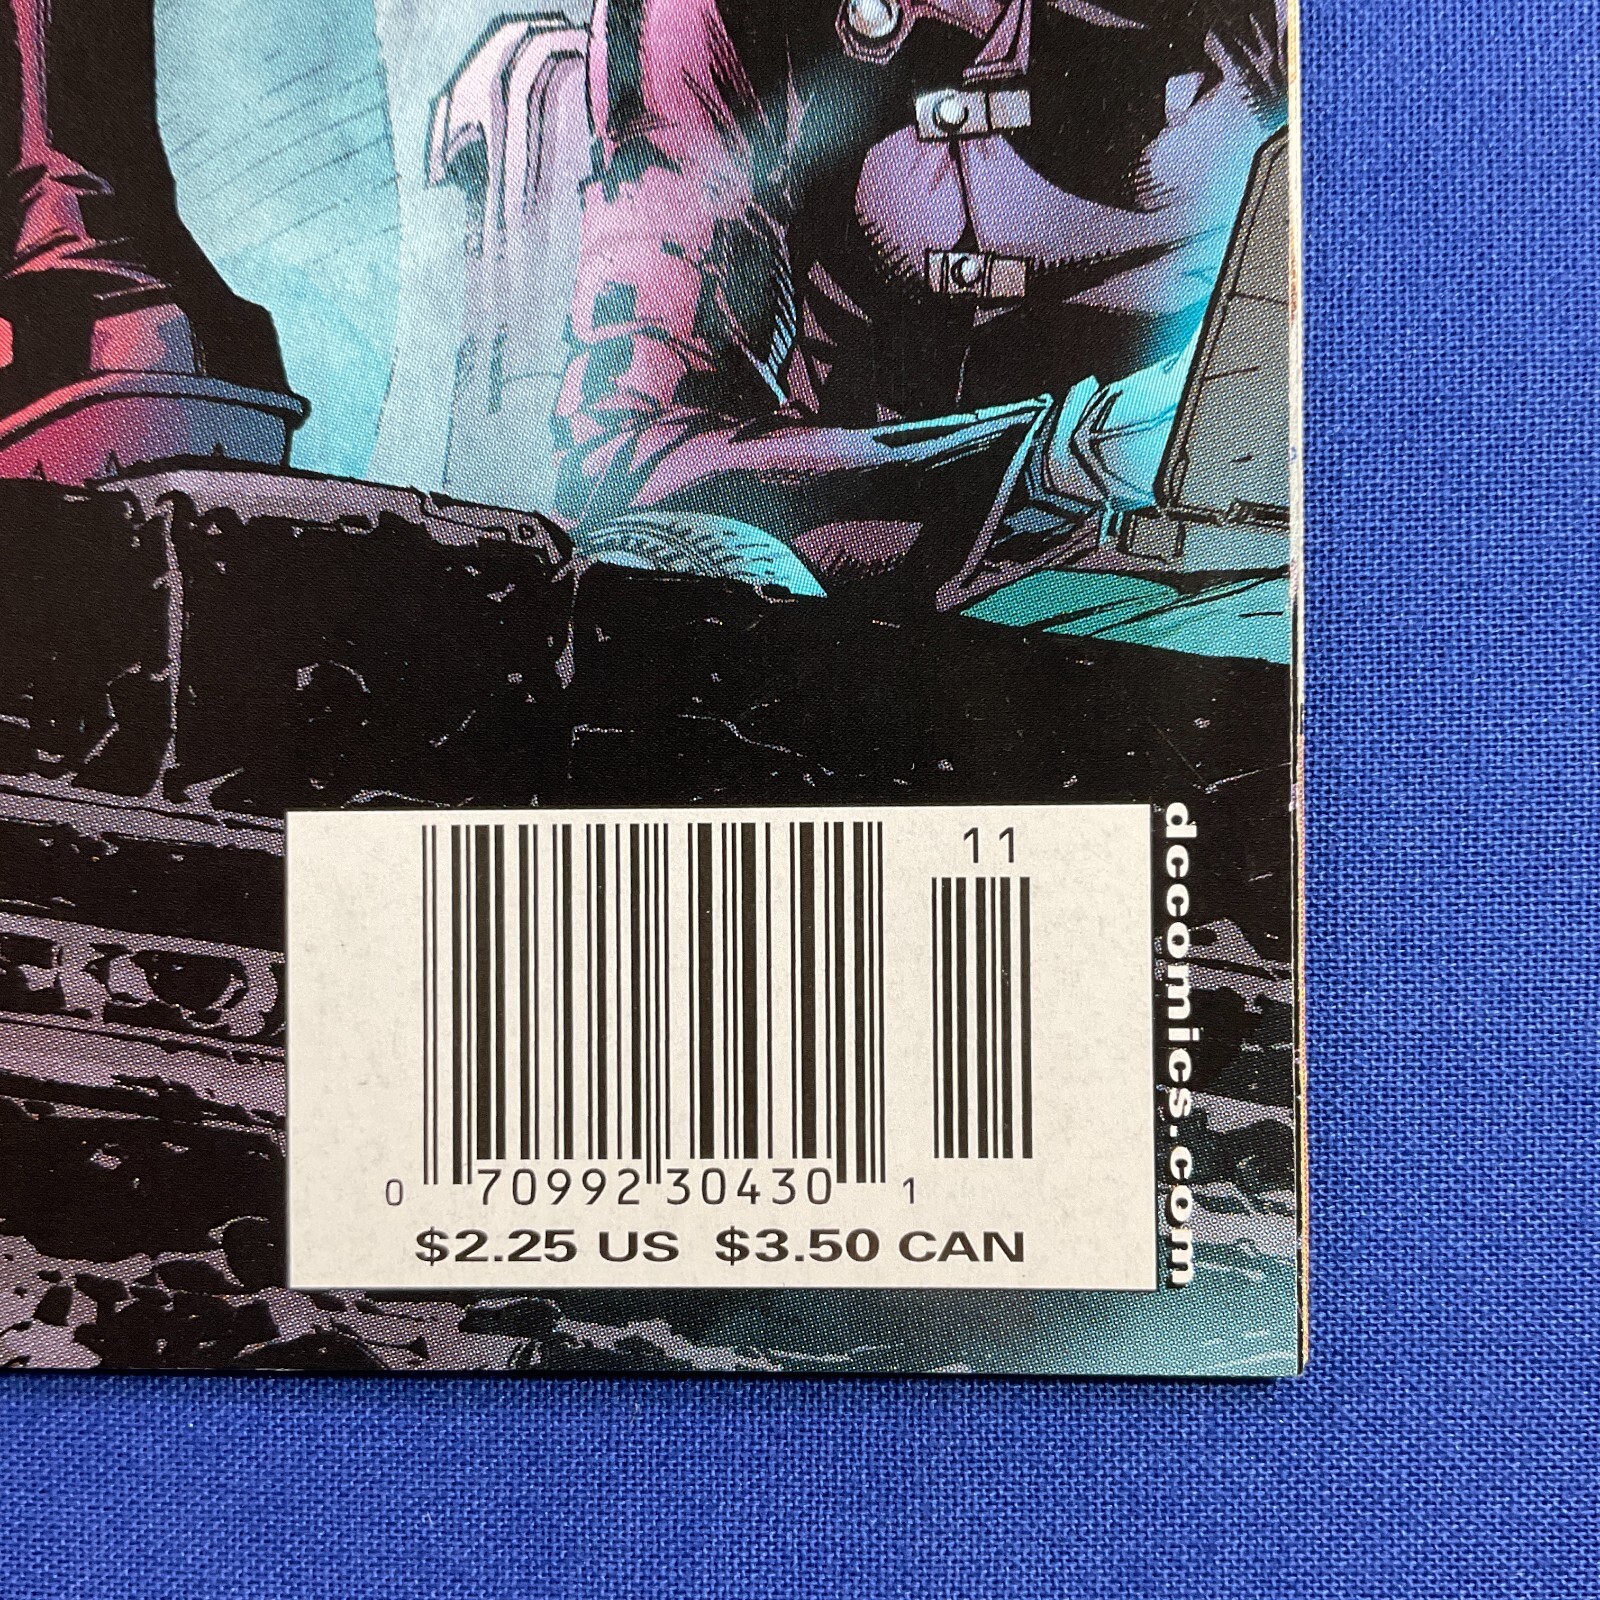 11
0 70992 30430 1
$2.25 US $3.50 CAN
dccomics.com